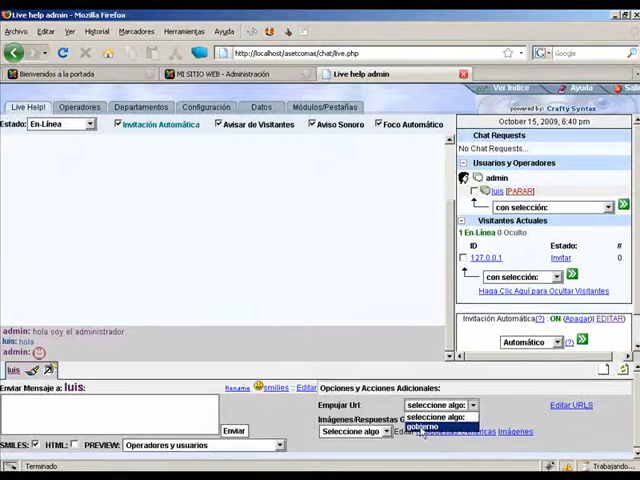 Live help admin - Mozilla Firefox
Archivo Editar Ver Historial Marcadores Herramientas Ayuda
http://localhost/asetcomas/chat/live.php Google
Bienvenidos a la portada MI SITIO WEB - Administración Live help admin
Ver Indice Ayuda Sali
Live Help! Operadores Departamentos Configuración Datos Módulos/Pestañas powered by: Crafty Syntax
Estado: En-Línea Invitación Automática Avisar de Visitantes Aviso Sonoro Foco Automático
October 15, 2009, 6:40 pm
Chat Requests
No Chat Requests...
Usuarios y Operadores
admin
luis [PARAR]
con selección:
Visitantes Actuales
1 En-Línea 0 Oculto
ID Estado: #
127.0.0.1 Invitar 0
con selección:
Haga Clic Aquí para Ocultar Visitantes
Invitación Automática(?) : ON (Apagar) [EDITAR]
Automático (?)
admin: hola soy el administrador
luis: hola
admin:
luis
Enviar Mensaje a luis: Rename smilies :: Editar
Opciones y Acciones Adicionales:
Empujar Url: seleccione algo: Editar URLS
seleccione algo:
gobierno
Imágenes/Respuestas G
Seleccione algo Editar Genéricas Imágenes
Enviar
SMILES: HTML: PREVIEW: Operadores y usuarios
Terminado Trabajando...